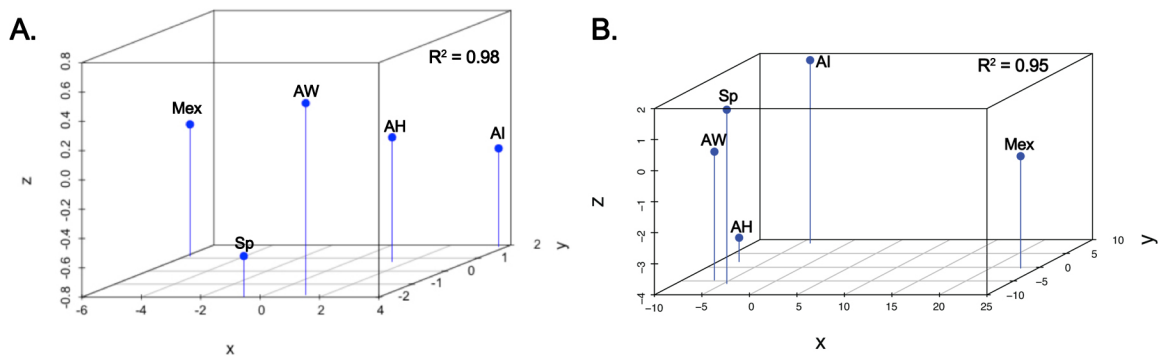 A.
R² = 0.98
Mex
AW
AH
AI
Sp
z
0.8
0.6
0.4
0.2
0.0
-0.2
-0.4
-0.6
-0.8
-6
-4
-2
0
2
4
x
-2
-1
0
1
2
y
B.
R² = 0.95
AI
Sp
AW
Mex
AH
z
2
1
0
−1
−2
−3
−4
−10
−5
0
5
10
15
20
25
x
−10
−5
0
5
10
y